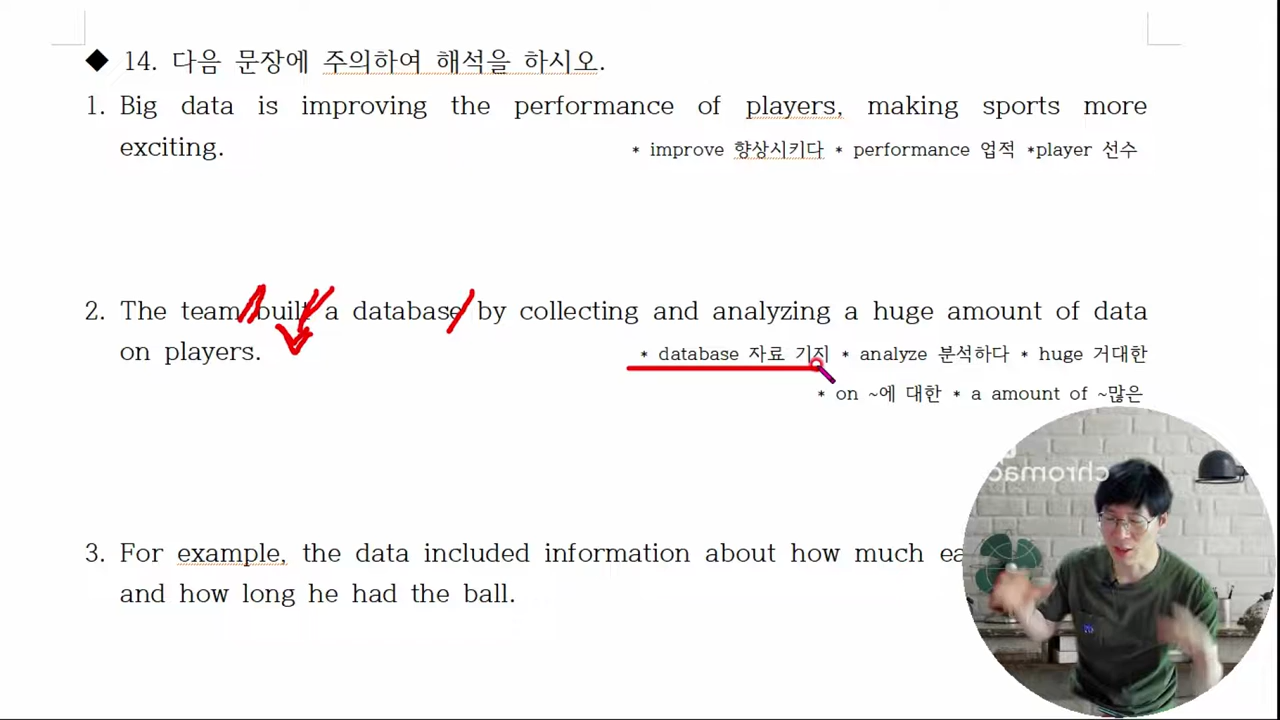 ◆ 14. 다음 문장에 주의하여 해석을 하시오.
1. Big data is improving the performance of players, making sports more
exciting.
* improve 향상시키다 * performance 업적 *player 선수
2. The team built a database by collecting and analyzing a huge amount of data
on players.
* database 자료 기지 * analyze 분석하다 * huge 거대한
* on ~에 대한 * a amount of ~많은
3. For example, the data included information about how much
and how long he had the ball.